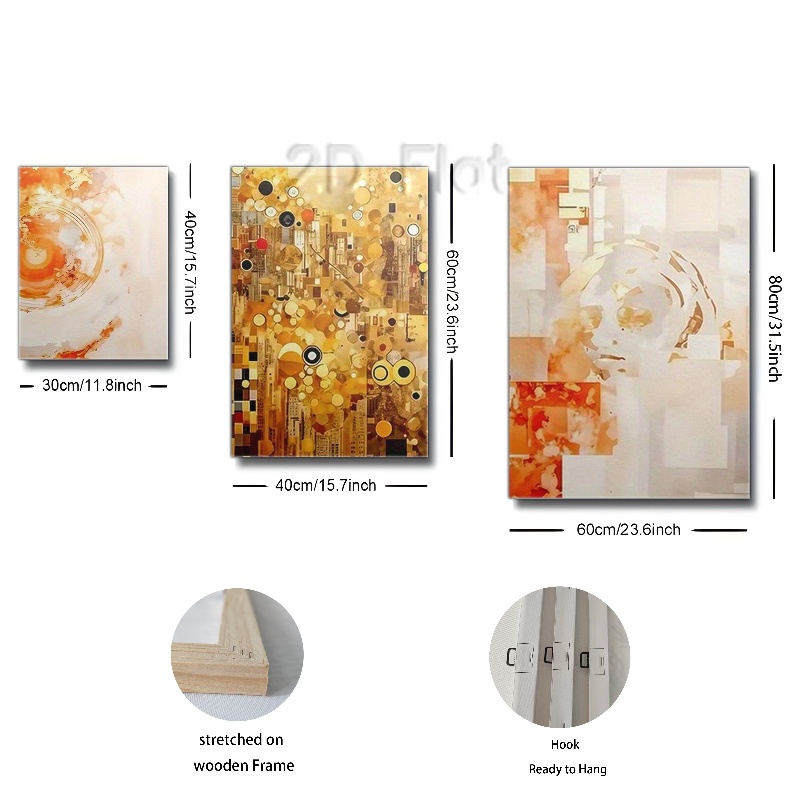 2D Flat
40cm/15.7inch
30cm/11.8inch
60cm/23.6inch
40cm/15.7inch
80cm/31.5inch
60cm/23.6inch
stretched on
wooden Frame
Hook
Ready to Hang